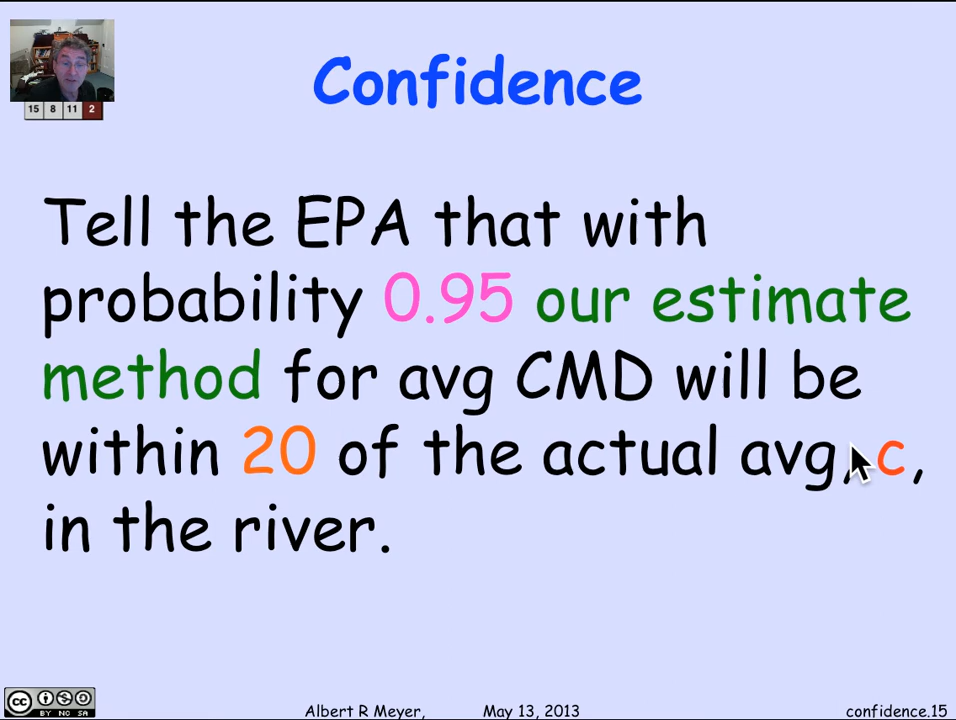 Confidence
15 8 11 2
Tell the EPA that with
probability 0.95 our estimate
method for avg CMD will be
within 20 of the actual avg, c,
in the river.
cc BY NC SA
Albert R Meyer, May 13, 2013 confidence.15